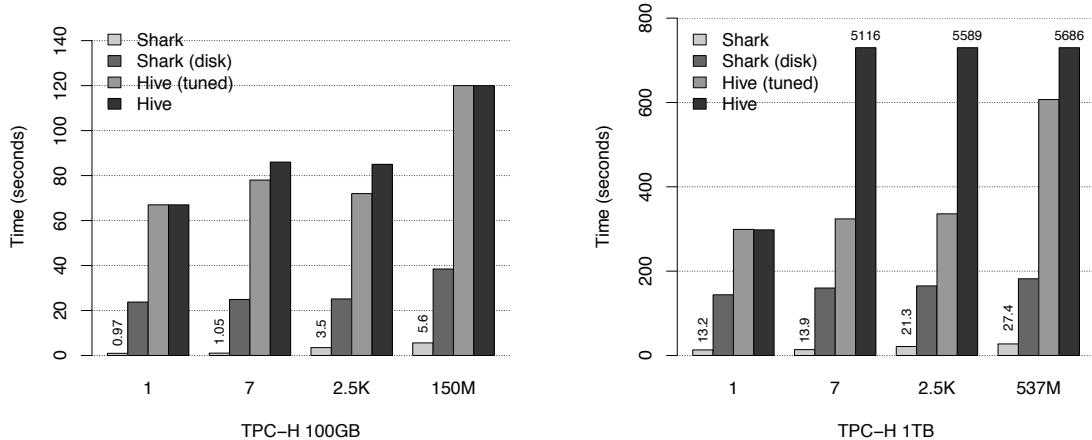 Shark
Shark (disk)
Hive (tuned)
Hive
Time (seconds)
0
20
40
60
80
100
120
140
0.97
1.05
3.5
5.6
1
7
2.5K
150M
TPC-H 100GB
Shark
Shark (disk)
Hive (tuned)
Hive
Time (seconds)
0
200
400
600
800
5116
5589
5686
13.2
13.9
21.3
27.4
1
7
2.5K
537M
TPC-H 1TB